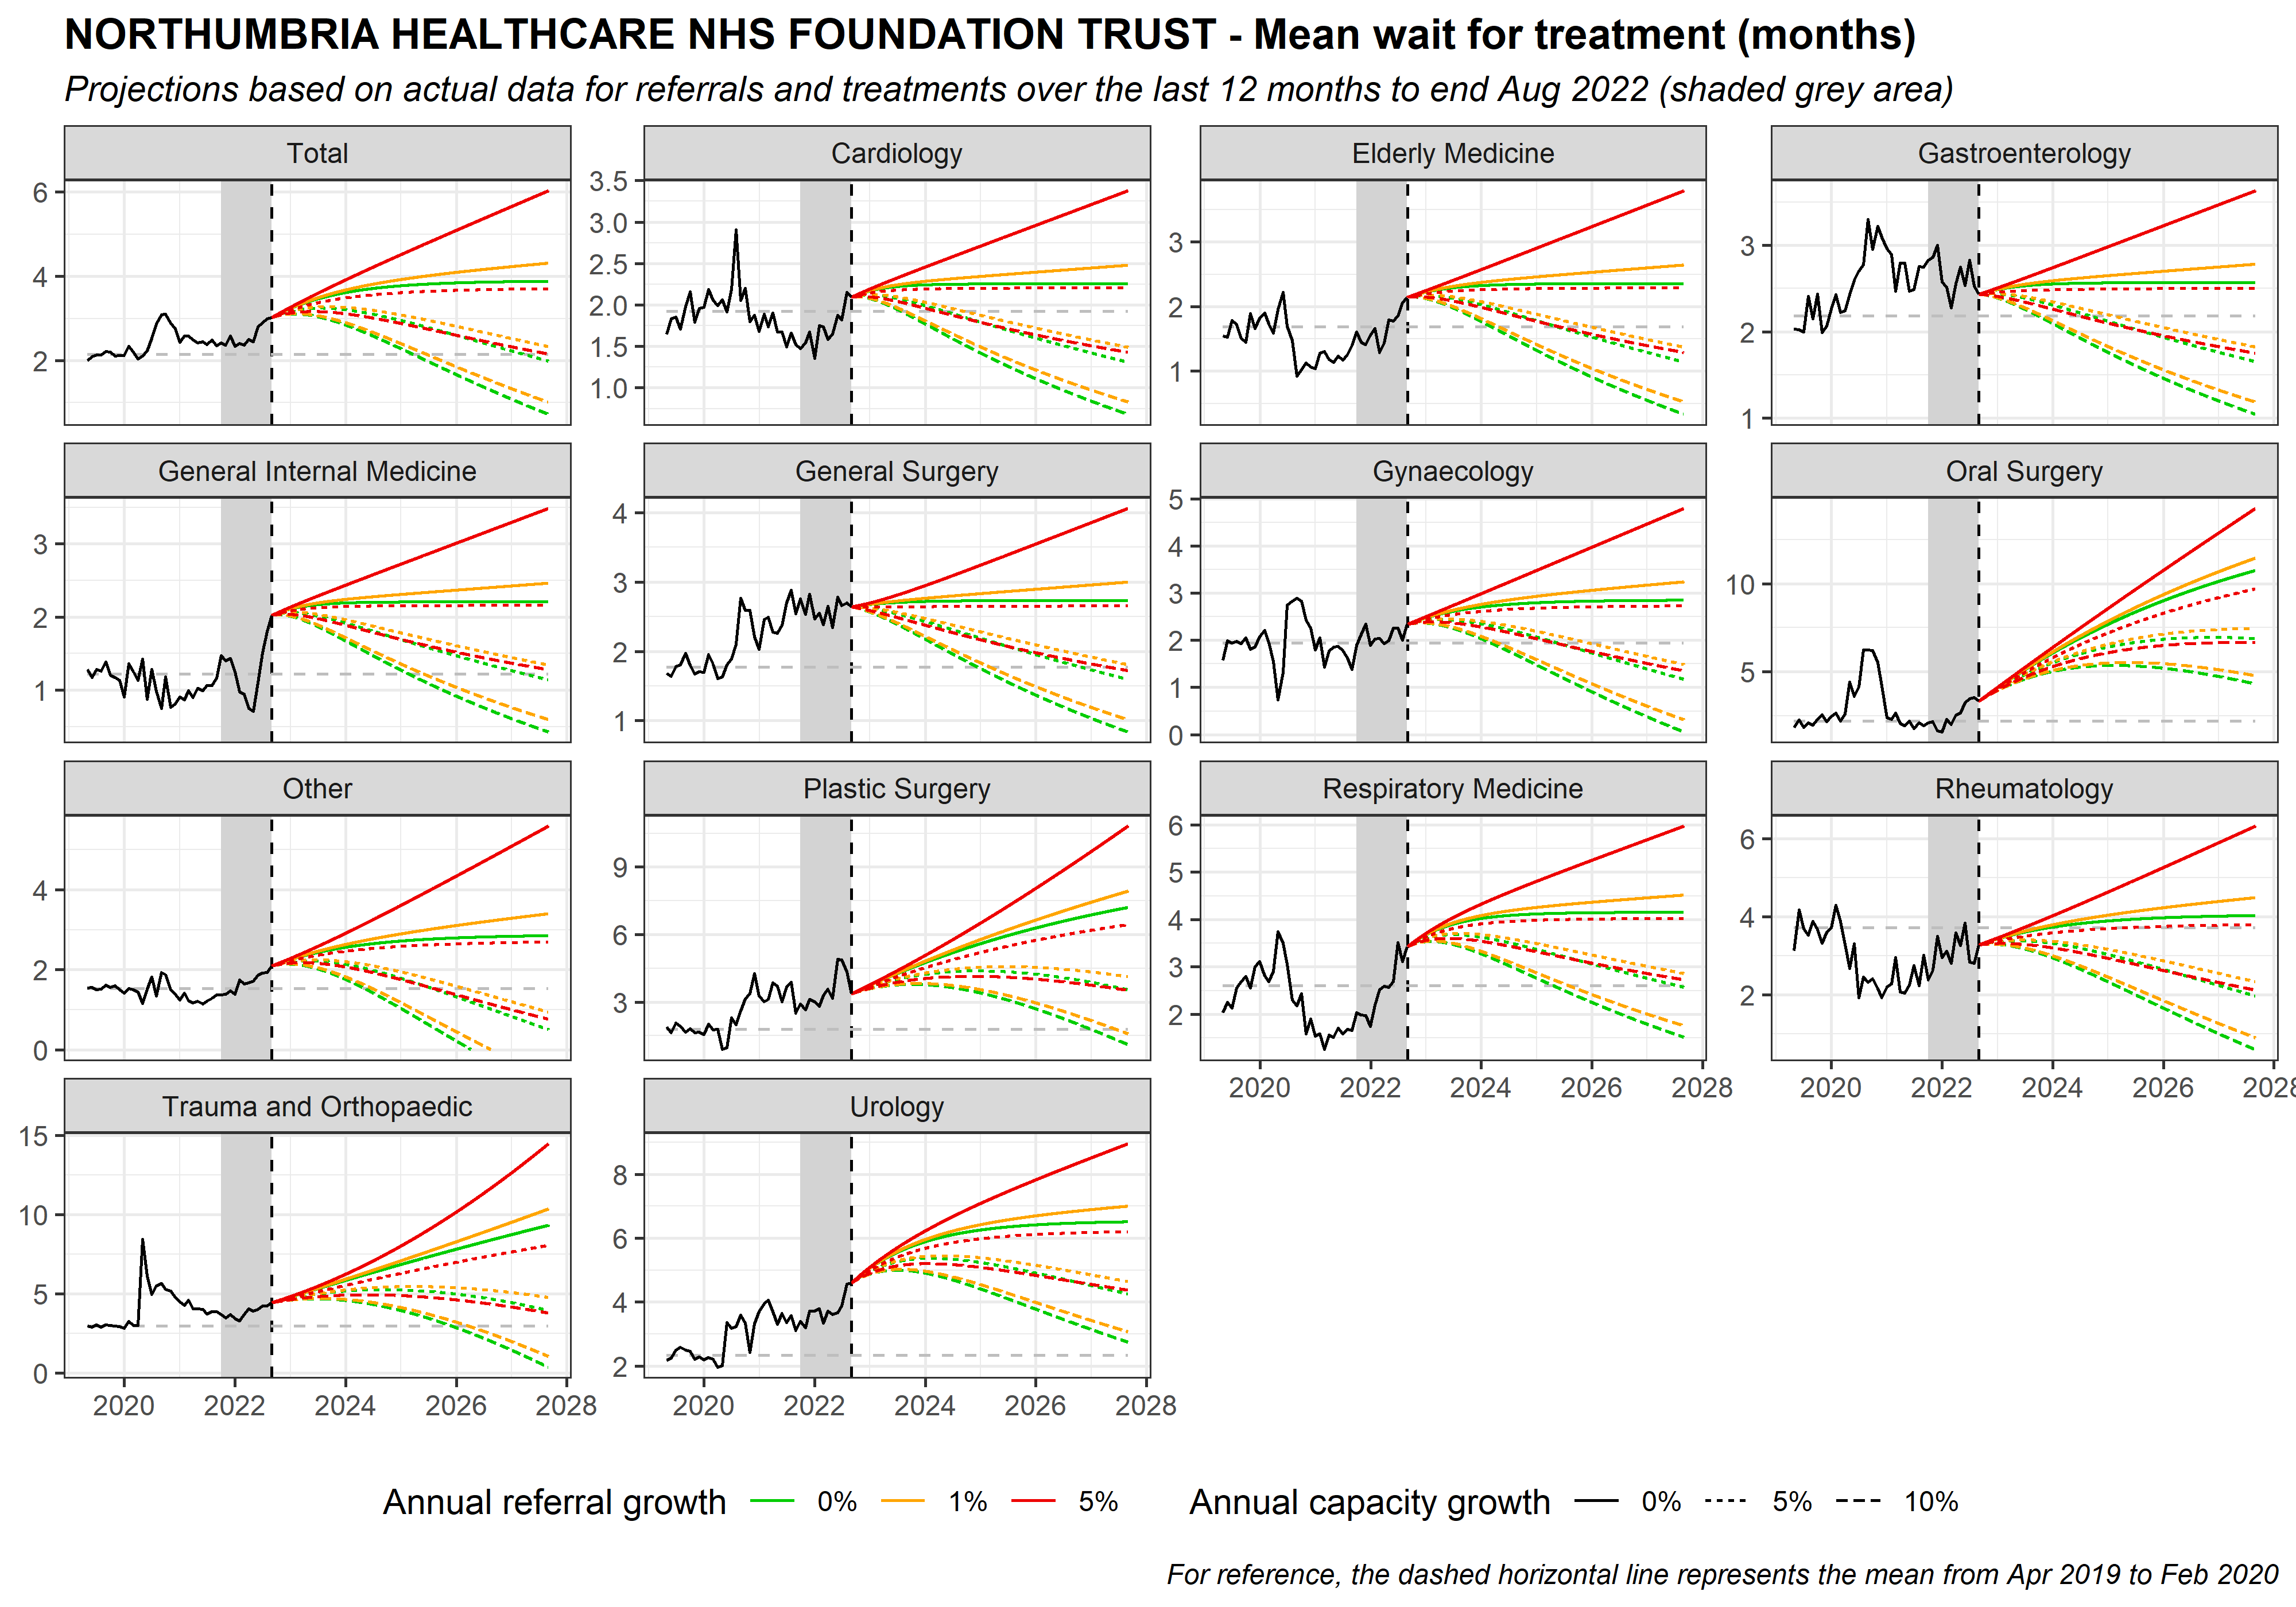 NORTHUMBRIA HEALTHCARE NHS FOUNDATION TRUST - Mean wait for treatment (months)
Projections based on actual data for referrals and treatments over the last 12 months to end Aug 2022 (shaded grey area)
Total
Cardiology
Elderly Medicine
Gastroenterology
6
4
2
3.5
3.0
2.5
2.0
1.5
1.0
3
2
1
3
2
1
General Internal Medicine
General Surgery
Gynaecology
Oral Surgery
3
2
1
4
3
2
1
5
4
3
2
1
0
10
5
Other
Plastic Surgery
Respiratory Medicine
Rheumatology
4
2
0
9
6
3
6
5
4
3
2
6
4
2
2020 2022 2024 2026 2028
2020 2022 2024 2026 2028
Trauma and Orthopaedic
Urology
15
10
5
0
8
6
4
2
2020 2022 2024 2026 2028
2020 2022 2024 2026 2028
Annual referral growth 0% 1% 5%
Annual capacity growth 0% 5% 10%
For reference, the dashed horizontal line represents the mean from Apr 2019 to Feb 2020